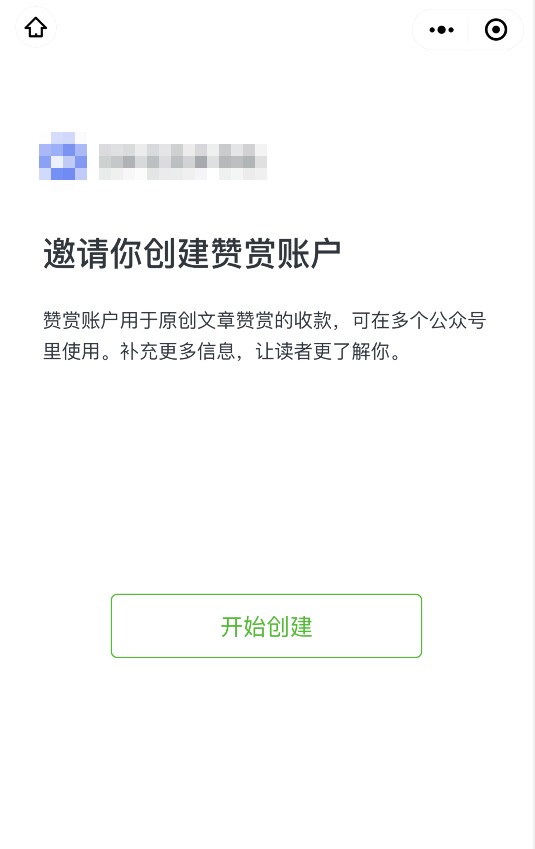 邀请你创建赞赏账户
赞赏账户用于原创文章赞赏的收款，可在多个公众号
里使用。补充更多信息，让读者更了解你。
开始创建